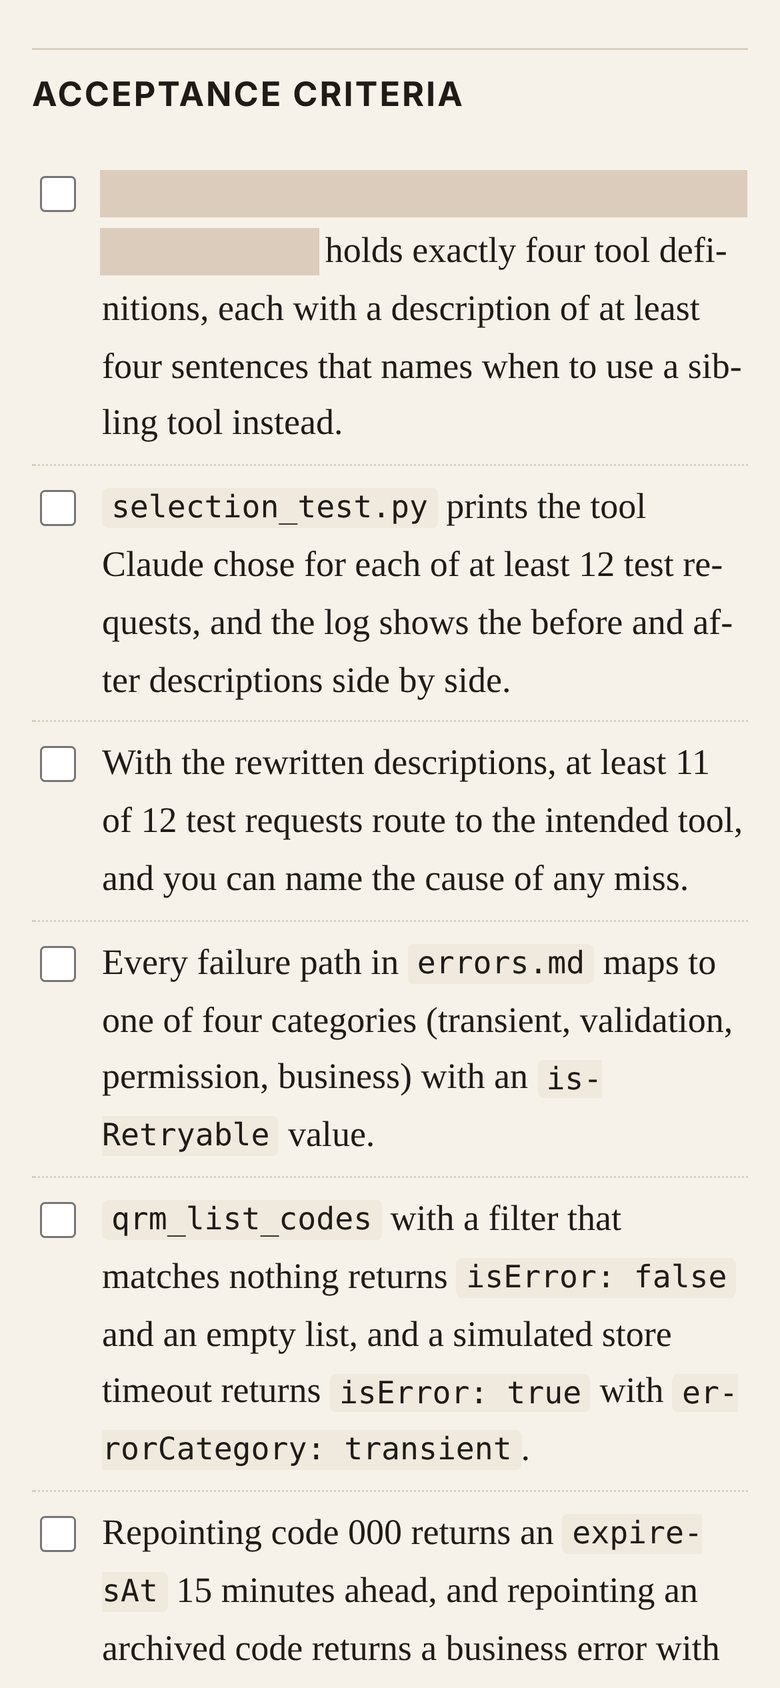 ACCEPTANCE CRITERIA
holds exactly four tool defi-
nitions, each with a description of at least
four sentences that names when to use a sib-
ling tool instead.
selection_test.py prints the tool
Claude chose for each of at least 12 test re-
quests, and the log shows the before and af-
ter descriptions side by side.
With the rewritten descriptions, at least 11
of 12 test requests route to the intended tool,
and you can name the cause of any miss.
Every failure path in errors.md maps to
one of four categories (transient, validation,
permission, business) with an is-
Retryable value.
qrm_list_codes with a filter that
matches nothing returns isError: false
and an empty list, and a simulated store
timeout returns isError: true with er-
rorCategory: transient.
Repointing code 000 returns an expire-
sAt 15 minutes ahead, and repointing an
archived code returns a business error with